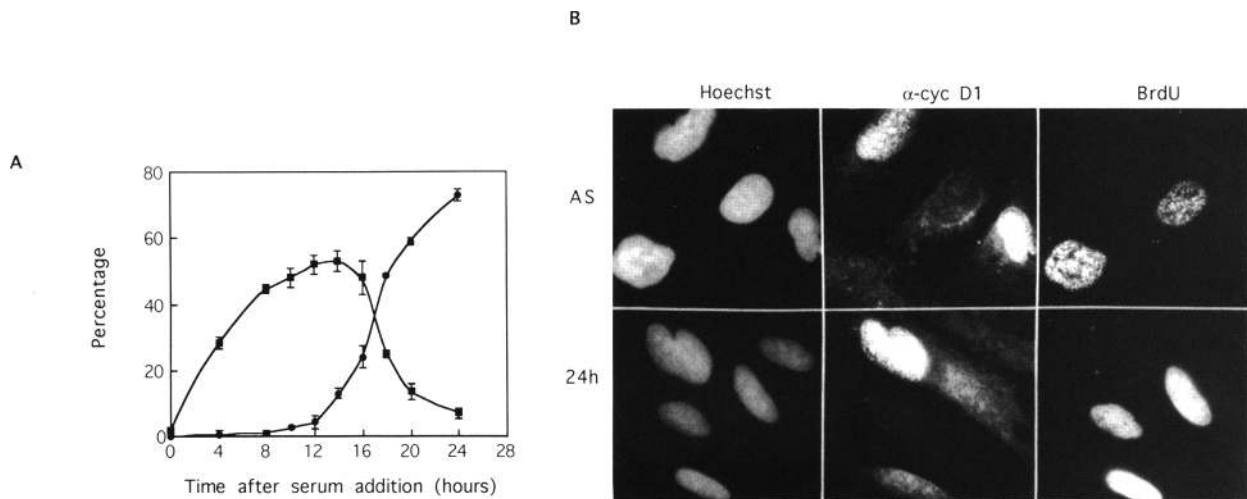 B
Hoechst α-cyc D1 BrdU
A
AS
24h
80
60
40
20
0
Percentage
0 4 8 12 16 20 24 28
Time after serum addition (hours)